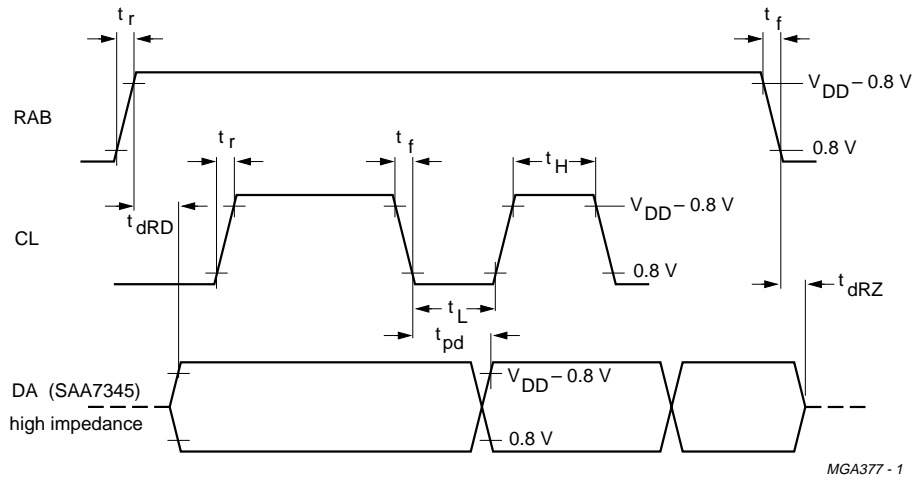 t r
t f
V DD – 0.8 V
RAB
0.8 V
t r
t f
t H
t dRD
V DD – 0.8 V
CL
0.8 V
t dRZ
t L
t pd
DA (SAA7345)
V DD – 0.8 V
high impedance
0.8 V
MGA377 - 1